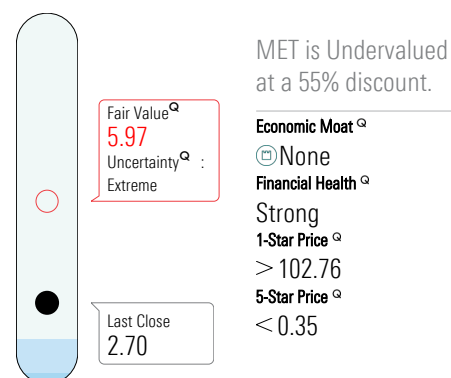 MET is Undervalued
at a 55% discount.
Fair Value Q
5.97
Uncertainty Q :
Extreme
Last Close
2.70
Economic Moat Q
None
Financial Health Q
Strong
1-Star Price Q
> 102.76
5-Star Price Q
< 0.35